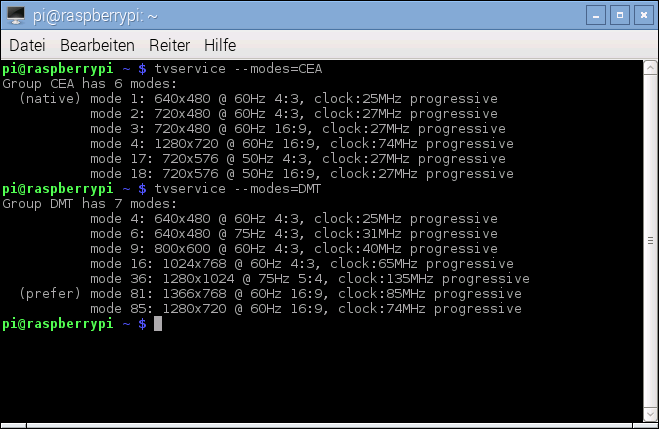 pi@raspberrypi: ~
Datei Bearbeiten Reiter Hilfe
pi@raspberrypi ~ $ tvservice --modes=CEA
Group CEA has 6 modes:
  (native) mode 1: 640x480 @ 60Hz 4:3, clock:25MHz progressive
           mode 2: 720x480 @ 60Hz 4:3, clock:27MHz progressive
           mode 3: 720x480 @ 60Hz 16:9, clock:27MHz progressive
           mode 4: 1280x720 @ 60Hz 16:9, clock:74MHz progressive
           mode 17: 720x576 @ 50Hz 4:3, clock:27MHz progressive
           mode 18: 720x576 @ 50Hz 16:9, clock:27MHz progressive
pi@raspberrypi ~ $ tvservice --modes=DMT
Group DMT has 7 modes:
           mode 4: 640x480 @ 60Hz 4:3, clock:25MHz progressive
           mode 6: 640x480 @ 75Hz 4:3, clock:31MHz progressive
           mode 9: 800x600 @ 60Hz 4:3, clock:40MHz progressive
           mode 16: 1024x768 @ 60Hz 4:3, clock:65MHz progressive
           mode 36: 1280x1024 @ 75Hz 5:4, clock:135MHz progressive
  (prefer) mode 81: 1366x768 @ 60Hz 16:9, clock:85MHz progressive
           mode 85: 1280x720 @ 60Hz 16:9, clock:74MHz progressive
pi@raspberrypi ~ $